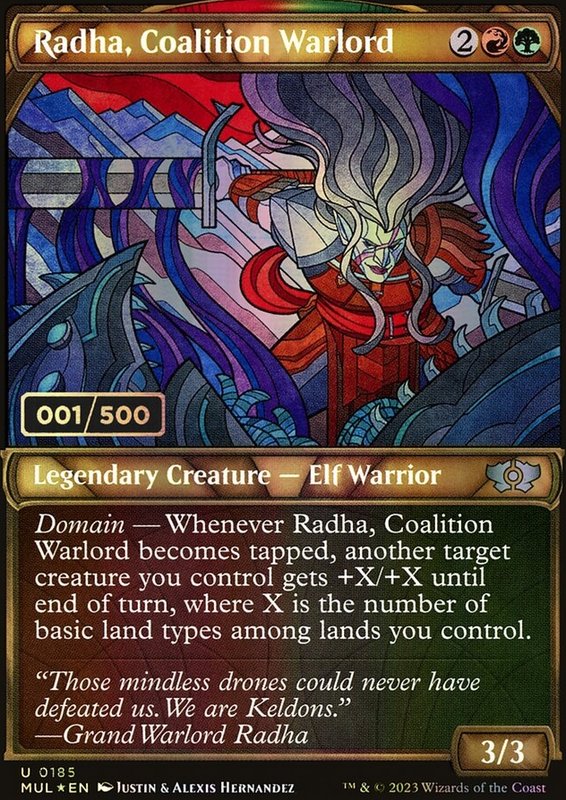 Radha, Coalition Warlord 2
001/500
Legendary Creature — Elf Warrior
Domain — Whenever Radha, Coalition
Warlord becomes tapped, another target
creature you control gets +X/+X until
end of turn, where X is the number of
basic land types among lands you control.
“Those mindless drones could never have
defeated us. We are Keldons.”
—Grand Warlord Radha
3/3
U 0185
MUL★EN Justin & Alexis Hernandez
™ & © 2023 Wizards of the Coast